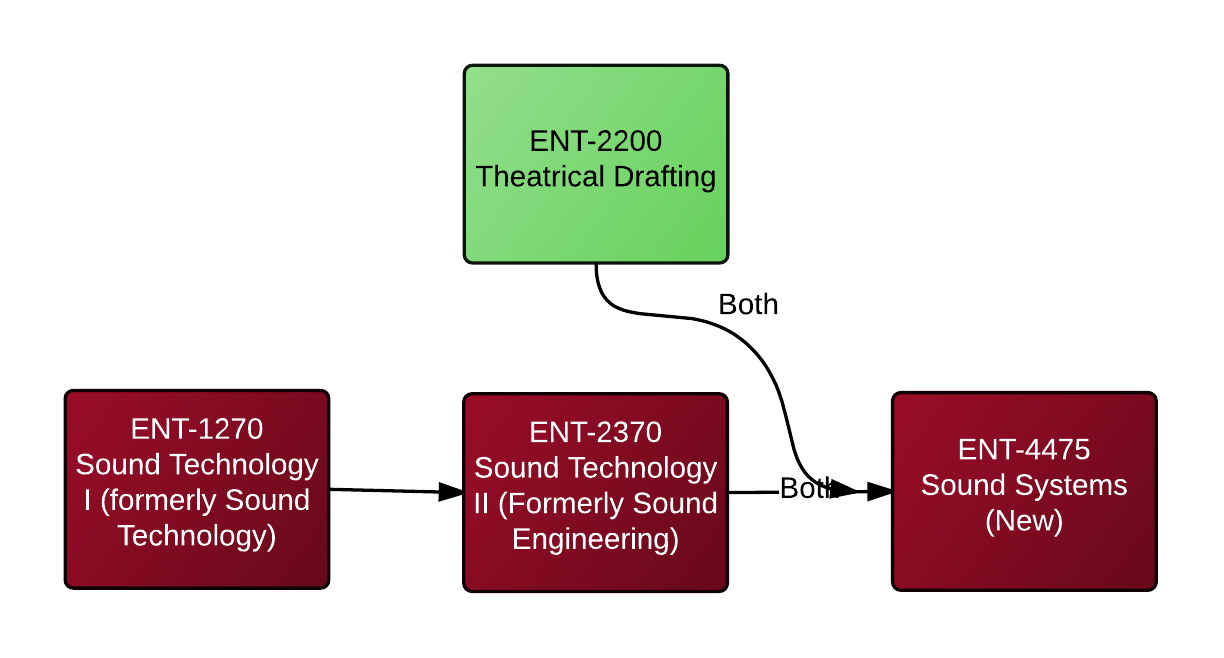 ENT-2200
Theatrical Drafting
Both
ENT-1270
Sound Technology
I (formerly Sound
Technology)
ENT-2370
Sound Technology
II (Formerly Sound
Engineering)
Both
ENT-4475
Sound Systems
(New)